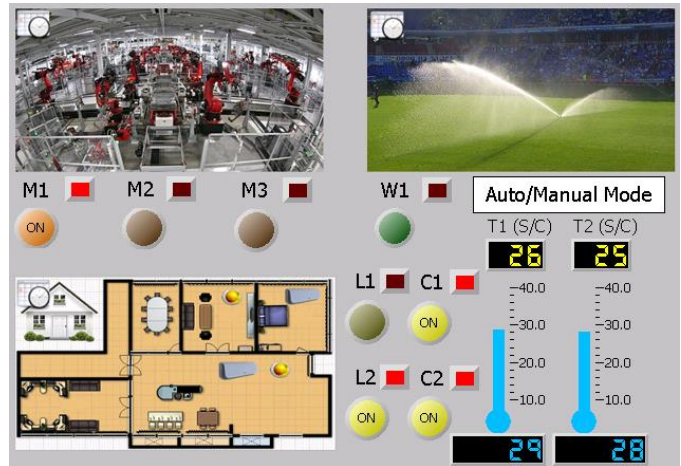 M1 M2 M3 W1
Auto/Manual Mode
ON
T1 (S/C) T2 (S/C)
26 25
L1 C1
ON
40.0 40.0
30.0 30.0
20.0 20.0
10.0 10.0
L2 C2
ON ON
29 28